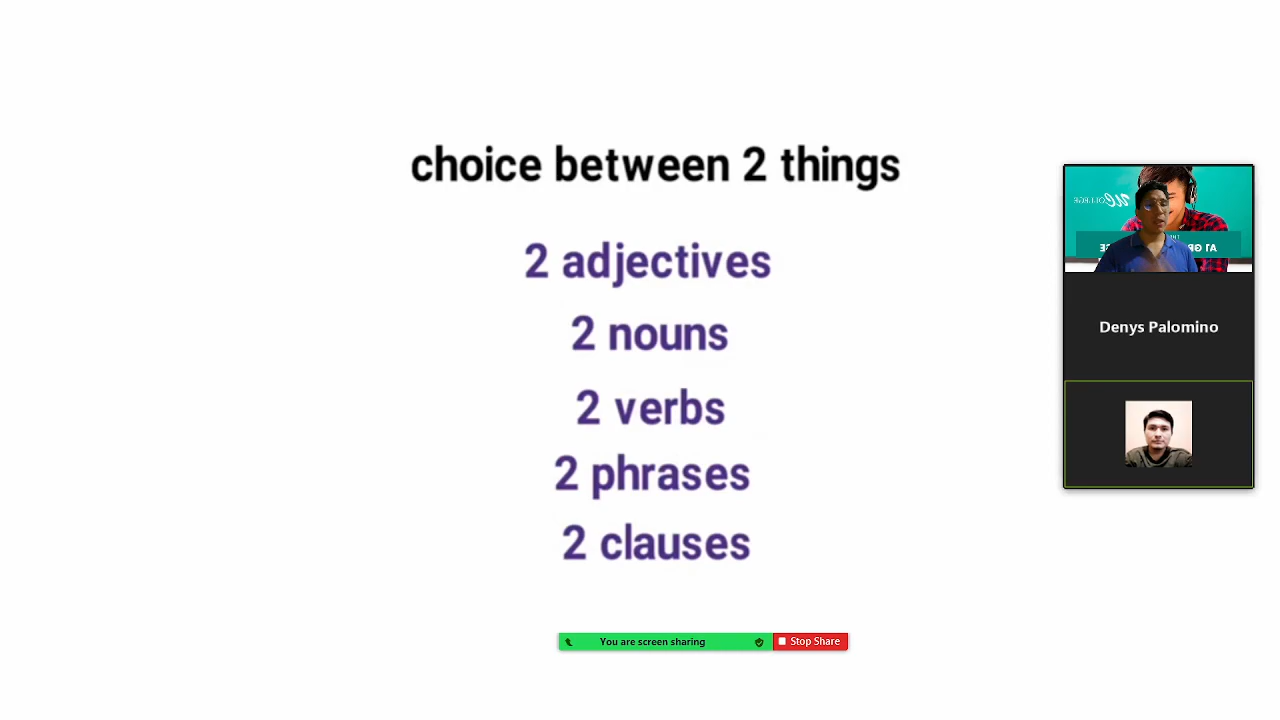 choice between 2 things
2 adjectives
2 nouns
2 verbs
2 phrases
2 clauses
Denys Palomino
You are screen sharing
Stop Share